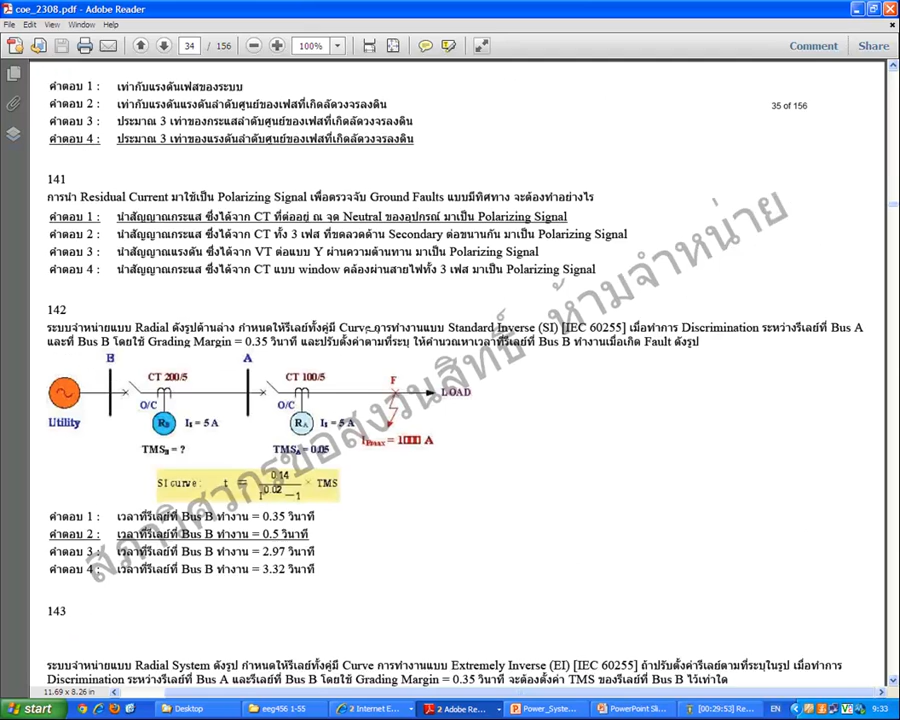 coe_2308.pdf - Adobe Reader
File Edit View Window Help
34 / 156 100% Comment Share
คำตอบ 1 : เท่ากับแรงดันเฟสของระบบ
35 of 156
คำตอบ 2 : เท่ากับแรงดันแรงดันลำดับศูนย์ของเฟสที่เกิดลัดวงจรลงดิน
คำตอบ 3 : ประมาณ 3 เท่าของกระแสลำดับศูนย์ของเฟสที่เกิดลัดวงจรลงดิน
คำตอบ 4 : ประมาณ 3 เท่าของแรงดันลำดับศูนย์ของเฟสที่เกิดลัดวงจรลงดิน
141
การนำ Residual Current มาใช้เป็น Polarizing Signal เพื่อตรวจจับ Ground Faults แบบมีทิศทาง จะต้องทำอย่างไร
คำตอบ 1 : นำสัญญาณกระแส ซึ่งได้จาก CT ที่ต่ออยู่ ณ จุด Neutral ของอุปกรณ์ มาเป็น Polarizing Signal
คำตอบ 2 : นำสัญญาณกระแส ซึ่งได้จาก CT ทั้ง 3 เฟส ที่ขดลวดด้าน Secondary ต่อขนานกัน มาเป็น Polarizing Signal
คำตอบ 3 : นำสัญญาณแรงดัน ซึ่งได้จาก VT ต่อแบบ Y ผ่านความต้านทาน มาเป็น Polarizing Signal
คำตอบ 4 : นำสัญญาณกระแส ซึ่งได้จาก CT แบบ window คล้องผ่านสายไฟทั้ง 3 เฟส มาเป็น Polarizing Signal
142
ระบบจำหน่ายแบบ Radial ดังรูปด้านล่าง กำหนดให้รีเลย์ทั้งคู่มี Curve การทำงานแบบ Standard Inverse (SI) [IEC 60255] เมื่อทำการ Discrimination ระหว่างรีเลย์ที่ Bus A
และที่ Bus B โดยใช้ Grading Margin = 0.35 วินาที และปรับตั้งค่าตามที่ระบุ ให้คำนวณหาเวลาที่รีเลย์ที่ Bus B ทำงานเมื่อเกิด Fault ดังรูป
B A
CT 200/5 CT 100/5 F
LOAD
O/C O/C
Utility RB IS = 5 A RA IS = 5 A
IFmax = 1000 A
TMSB = ? TMSA = 0.05
SI curve: t = 0.14 / I^0.02 −1 × TMS
คำตอบ 1 : เวลาที่รีเลย์ที่ Bus B ทำงาน = 0.35 วินาที
คำตอบ 2 : เวลาที่รีเลย์ที่ Bus B ทำงาน = 0.5 วินาที
คำตอบ 3 : เวลาที่รีเลย์ที่ Bus B ทำงาน = 2.97 วินาที
คำตอบ 4 : เวลาที่รีเลย์ที่ Bus B ทำงาน = 3.32 วินาที
สภาวิศวกรขอสงวนสิทธิ์ ห้ามจำหน่าย
143
ระบบจำหน่ายแบบ Radial System ดังรูป กำหนดให้รีเลย์ทั้งคู่มี Curve การทำงานแบบ Extremely Inverse (EI) [IEC 60255] ถ้าปรับตั้งค่ารีเลย์ตามที่ระบุในรูป เมื่อทำการ
Discrimination ระหว่างรีเลย์ที่ Bus A และรีเลย์ที่ Bus B โดยใช้ Grading Margin = 0.35 วินาที จะต้องตั้งค่า TMS ของรีเลย์ที่ Bus B ไว้เท่าใด
11.69 x 8.26 in
start Desktop eeg456 1-55 2 Internet E... 2 Adobe Re... Power_Syste... PowerPoint Sli... [00:29:53] Re... EN 9:33